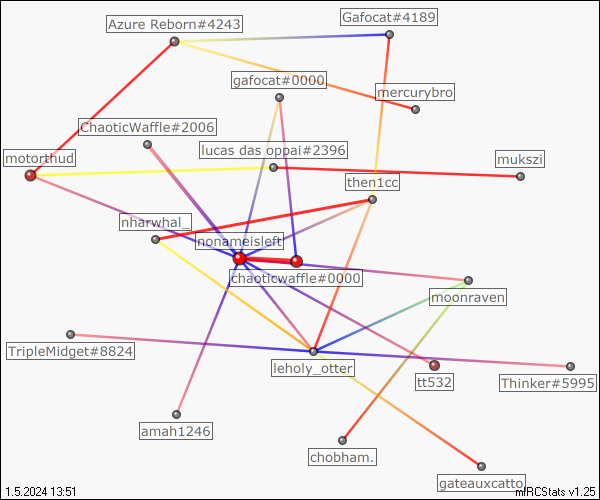 Gafocat#4189
Azure Reborn#4243
gafocat#0000
mercurybro
ChaoticWaffle#2006
lucas das oppai#2396
motorthud
mukszi
then1cc
nharwhal_
nonameisleft
chaoticwaffle#0000
moonraven
TripleMidget#8824
leholy_otter
tt532
Thinker#5995
amah1246
chobham.
gateauxcatto
1.5.2024 13:51
mIRCStats v1.25